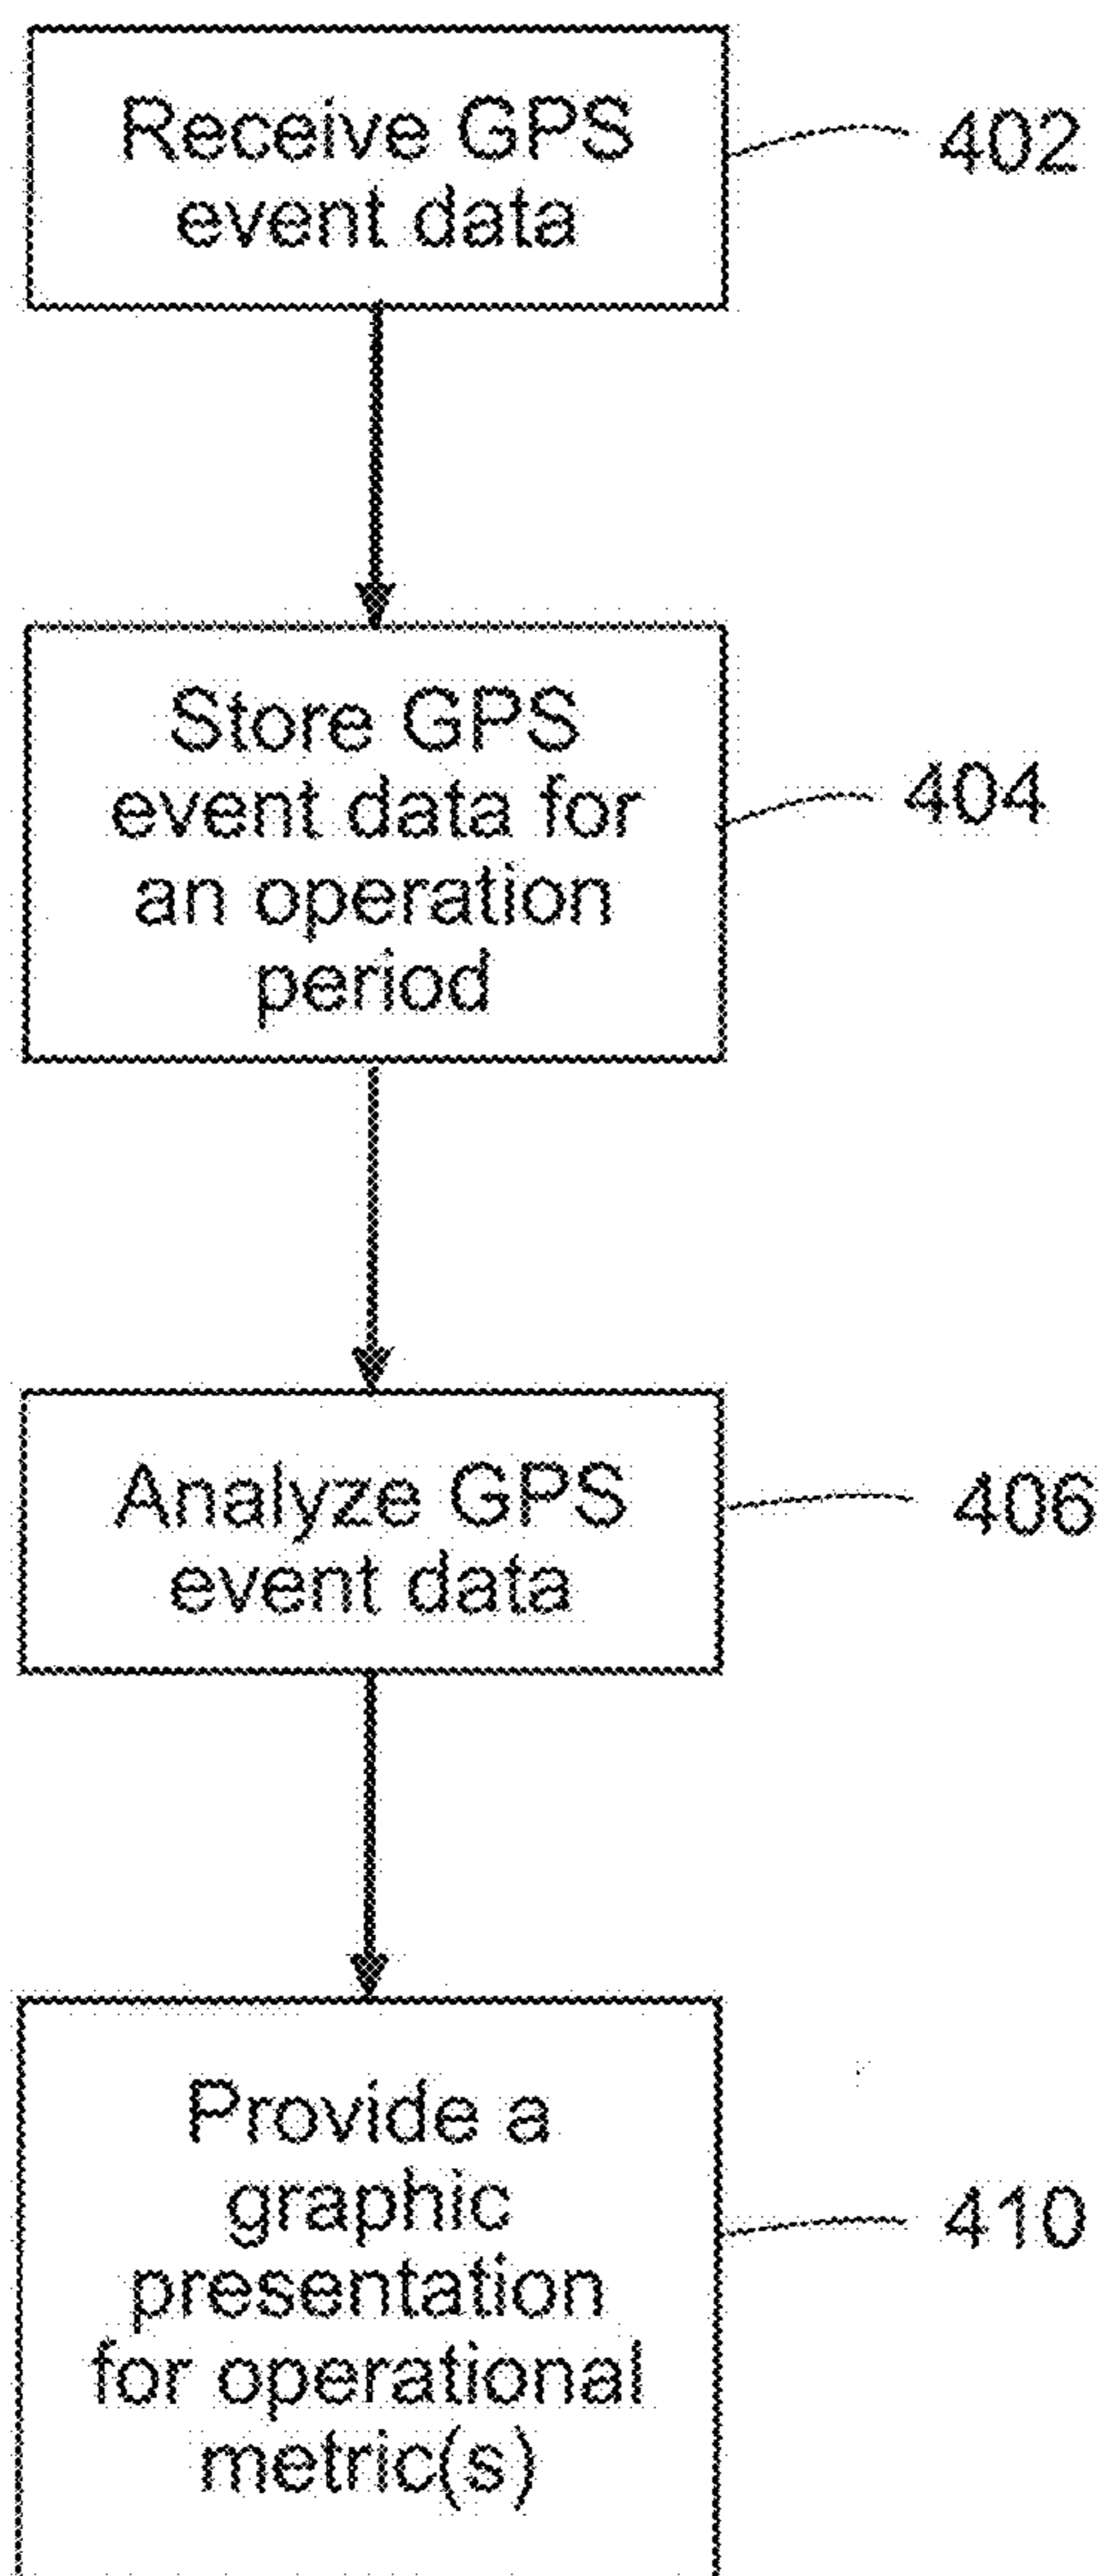 Receive GPS
event data
402
Store GPS
event data for
an operation
period
404
Analyze GPS
event data
406
Provide a
graphic
presentation
for operational
metric(s)
410